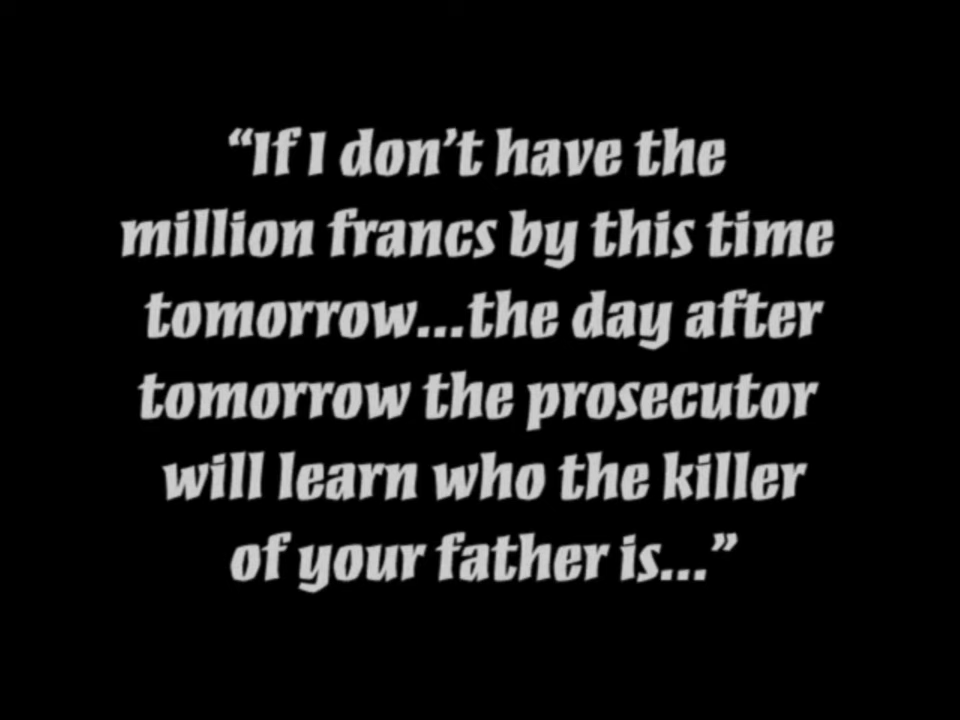 “If I don’t have the
million francs by this time
tomorrow...the day after
tomorrow the prosecutor
will learn who the killer
of your father is...”